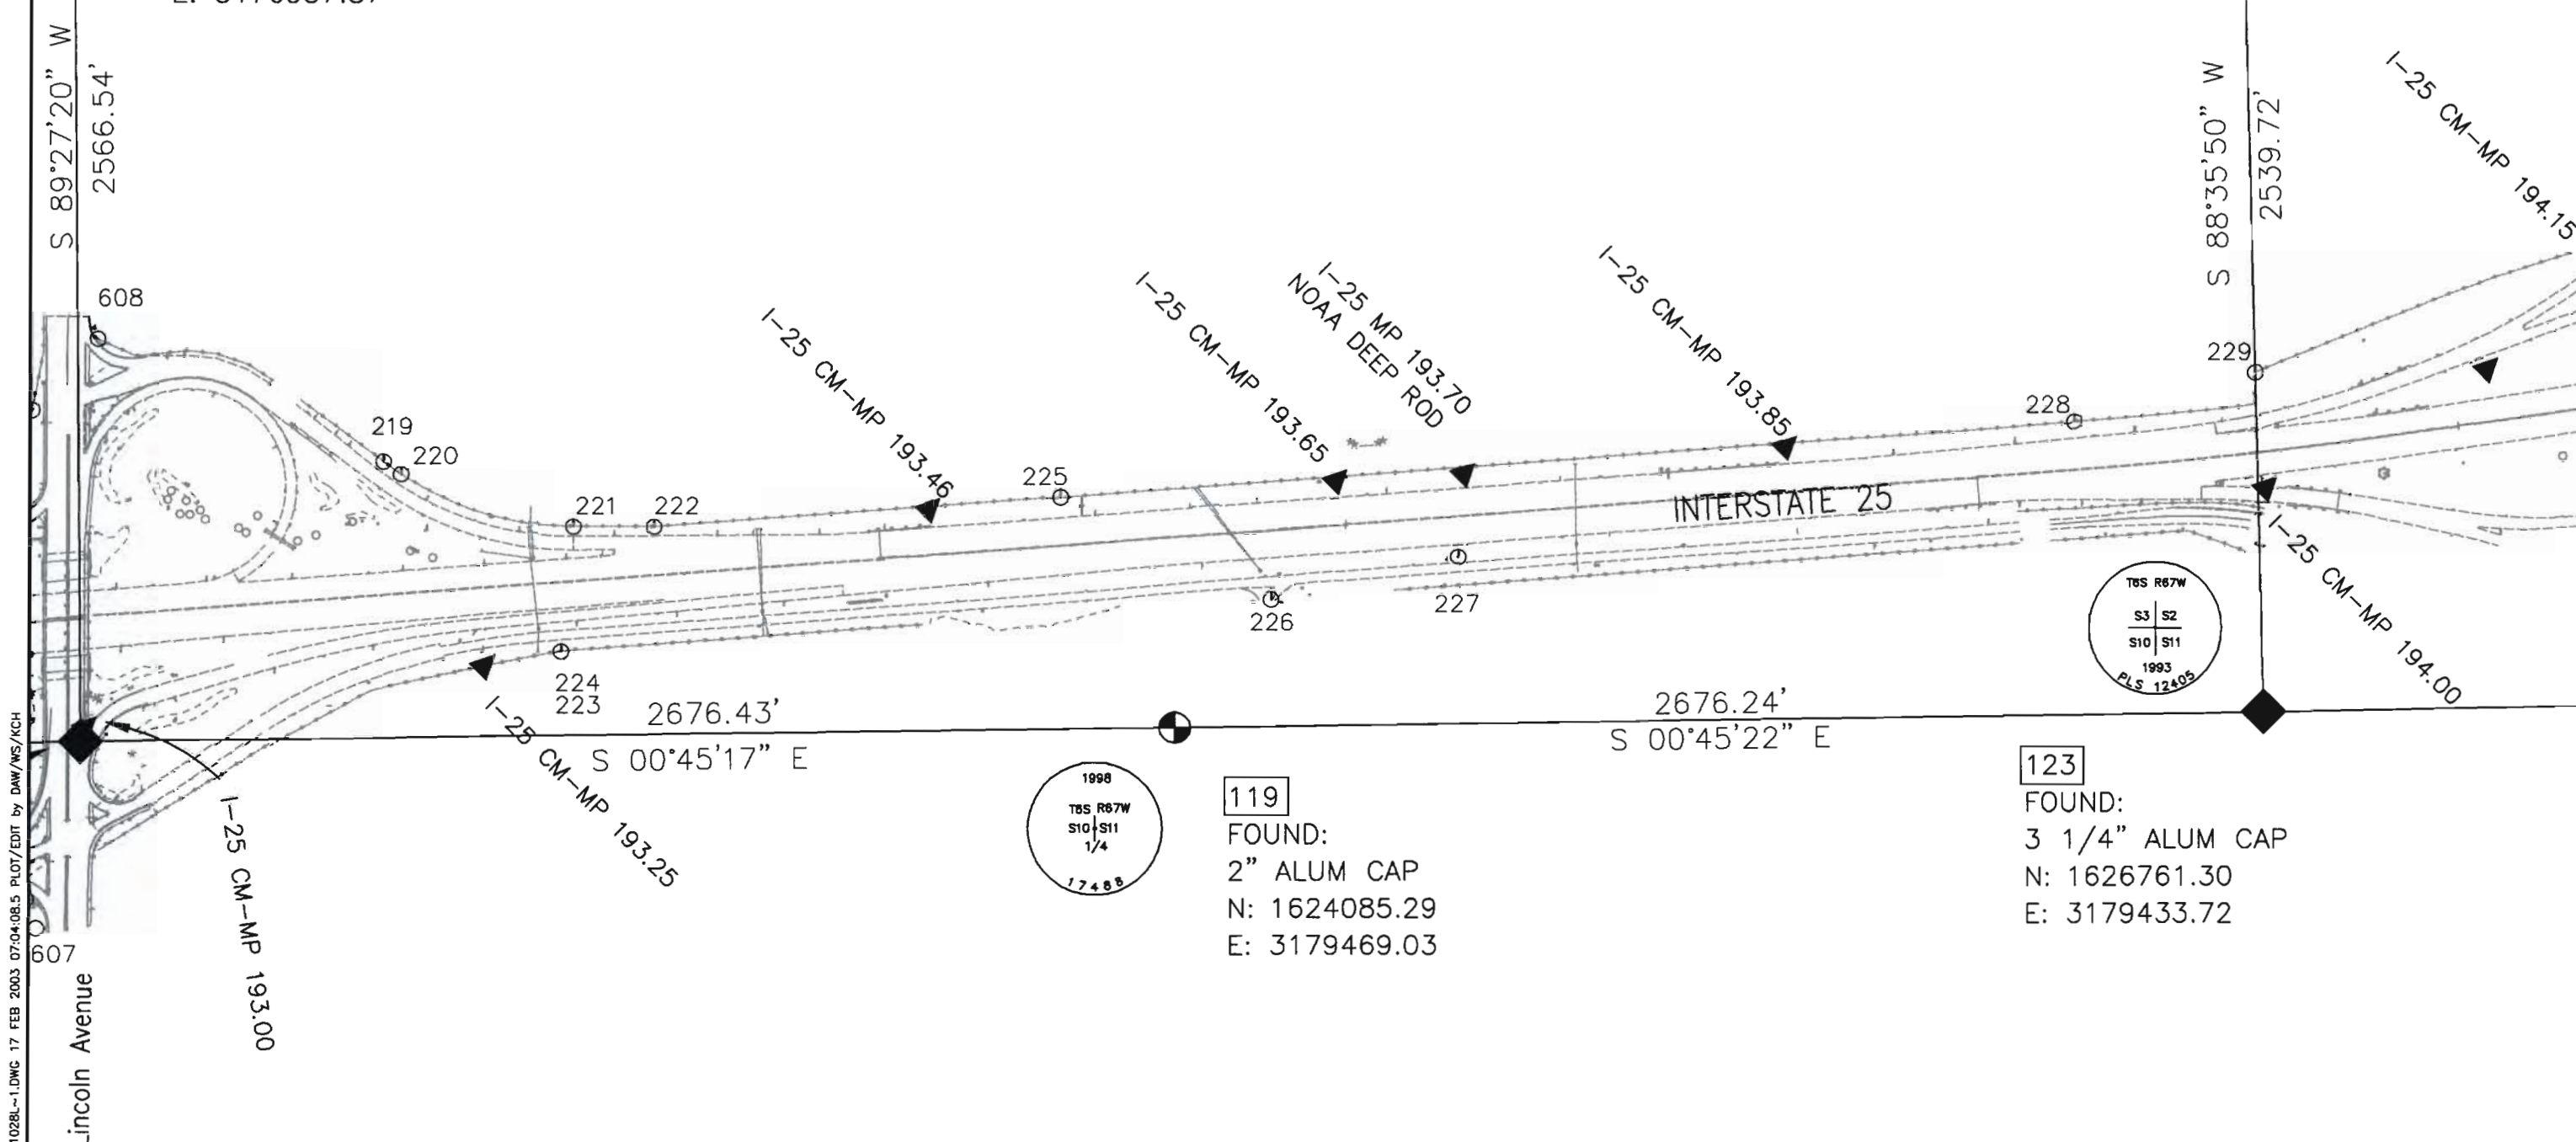 S 89°27'20" W
2566.54'
S 88°35'50" W
2539.72'
I-25 CM-MP 194.15
608
219
220
221
222
I-25 CM-MP 193.46
225
I-25 CM-MP 193.65
I-25 MP 193.70
NOAA DEEP ROD
I-25 CM-MP 193.85
228
229
INTERSTATE 25
227
226
224
223
I-25 CM-MP 193.25
I-25 CM-MP 193.00
I-25 CM-MP 194.00
2676.43'
S 00°45'17" E
2676.24'
S 00°45'22" E
T6S R67W
S3 S2
S10 S11
1993
PLS 12405
1998
T6S R67W
S10 S11
1/4
17488
119
FOUND:
2" ALUM CAP
N: 1624085.29
E: 3179469.03
123
FOUND:
3 1/4" ALUM CAP
N: 1626761.30
E: 3179433.72
607
Lincoln Avenue
1028L~1.DWG 17 FEB 2003 07:04:08.5 PLOT/EDIT by DAW/WS/KCH